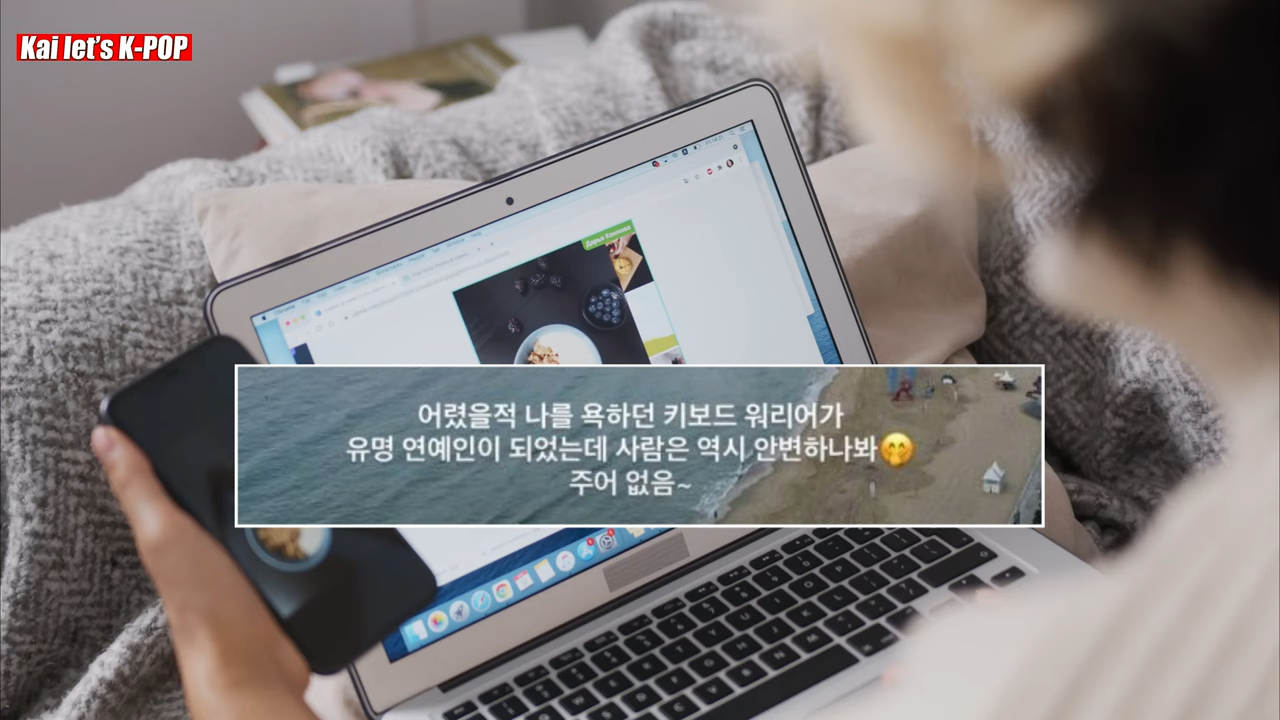 Kai let's K-POP
Дарья Канинова
어렸을적 나를 욕하던 키보드 워리어가
유명 연예인이 되었는데 사람은 역시 안변하나봐🤭
주어 없음~